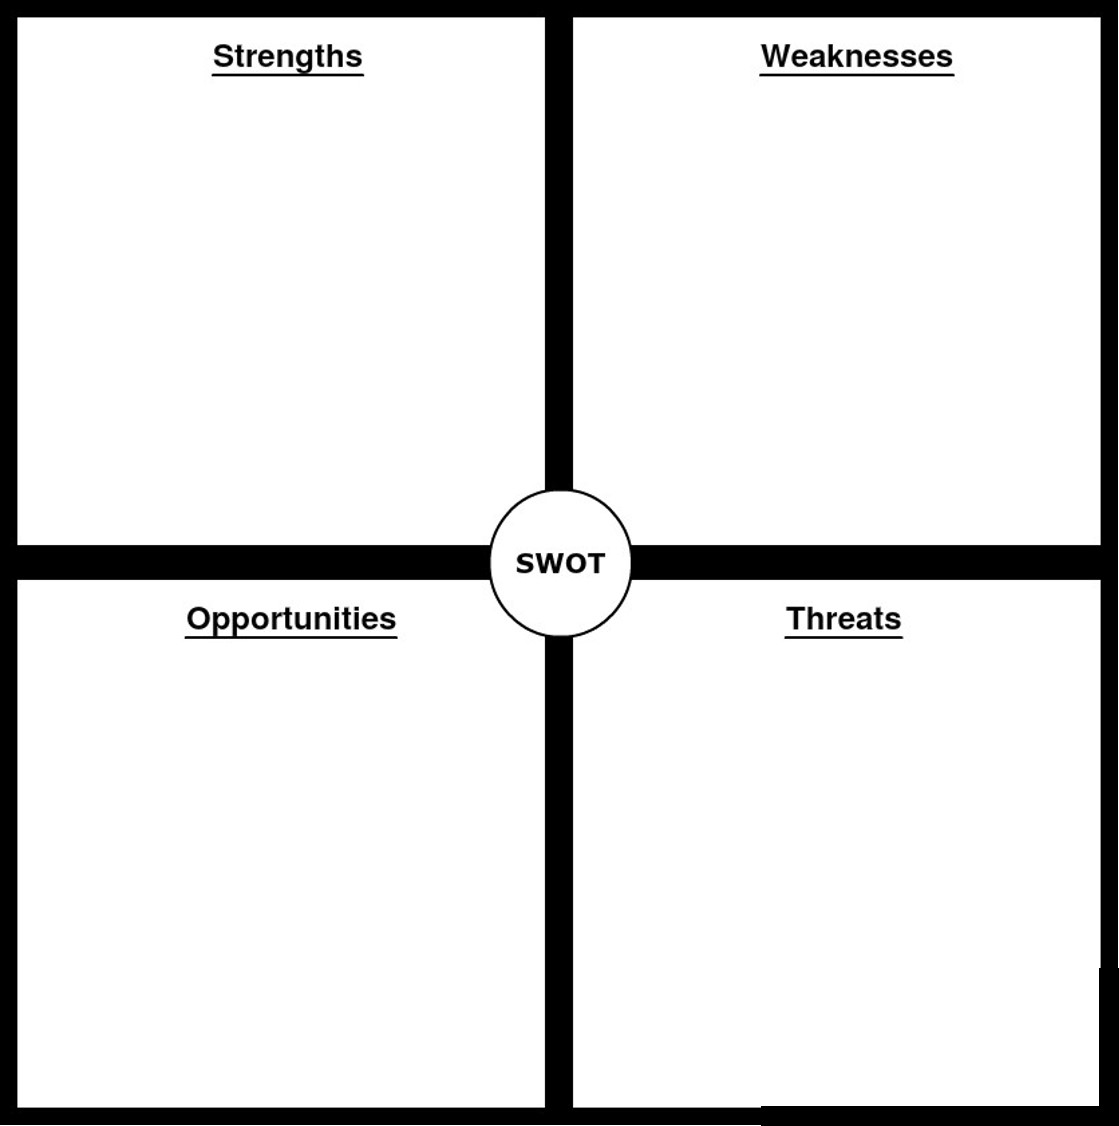 Strengths
Weaknesses
SWOT
Opportunities
Threats